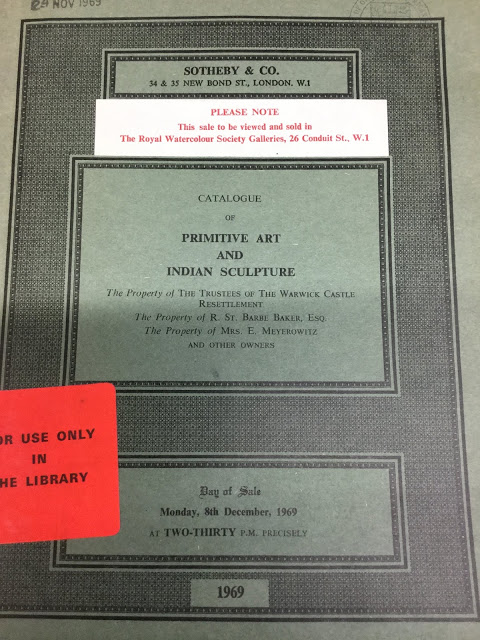 29 NOV 1969
SOTHEBY & CO.
34 & 35 NEW BOND ST., LONDON, W.1
PLEASE NOTE
This sale to be viewed and sold in
The Royal Watercolour Society Galleries, 26 Conduit St., W.1
CATALOGUE
OF
PRIMITIVE ART
AND
INDIAN SCULPTURE
The Property of THE TRUSTEES OF THE WARWICK CASTLE
RESETTLEMENT
The Property of R. ST. BARBE BAKER, ESQ.
The Property of MRS. E. MEYEROWITZ
AND OTHER OWNERS
OR USE ONLY
IN
HE LIBRARY
Day of Sale
Monday, 8th December, 1969
AT TWO-THIRTY P.M. PRECISELY
1969